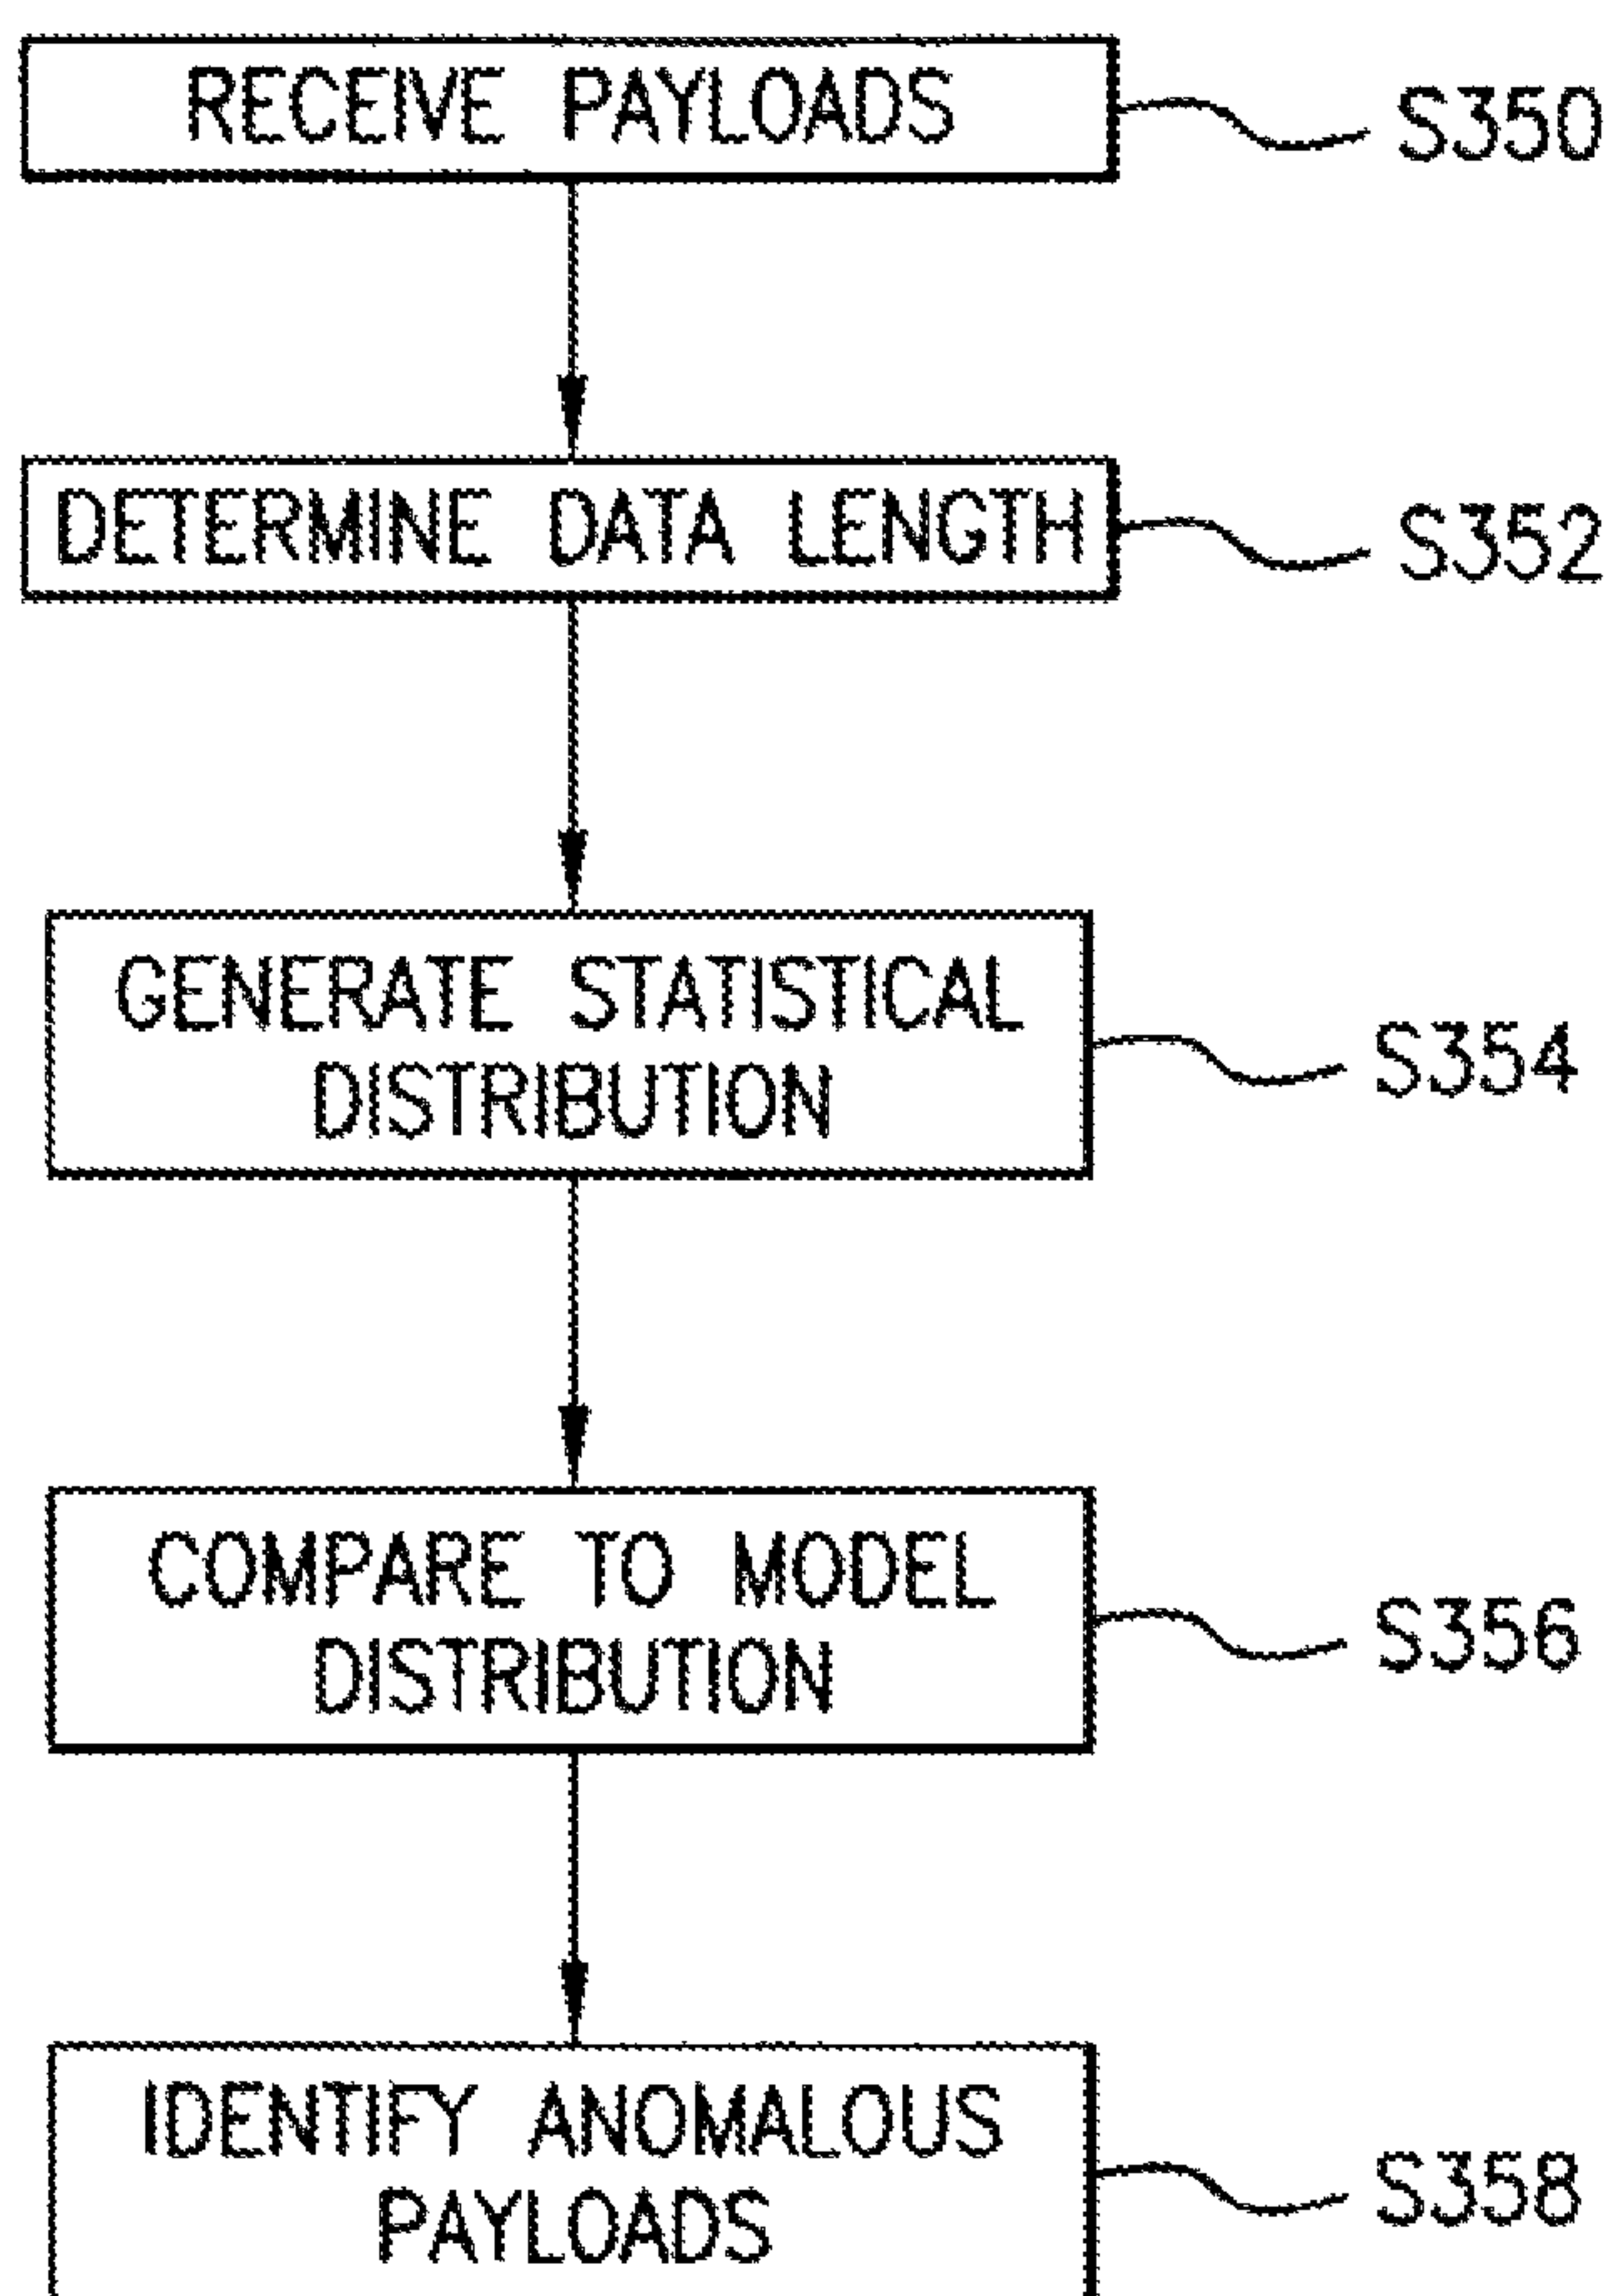 RECEIVE PAYLOADS
S350
DETERMINE DATA LENGTH
S352
GENERATE STATISTICAL
DISTRIBUTION
S354
COMPARE TO MODEL
DISTRIBUTION
S356
IDENTIFY ANOMALOUS
PAYLOADS
S358